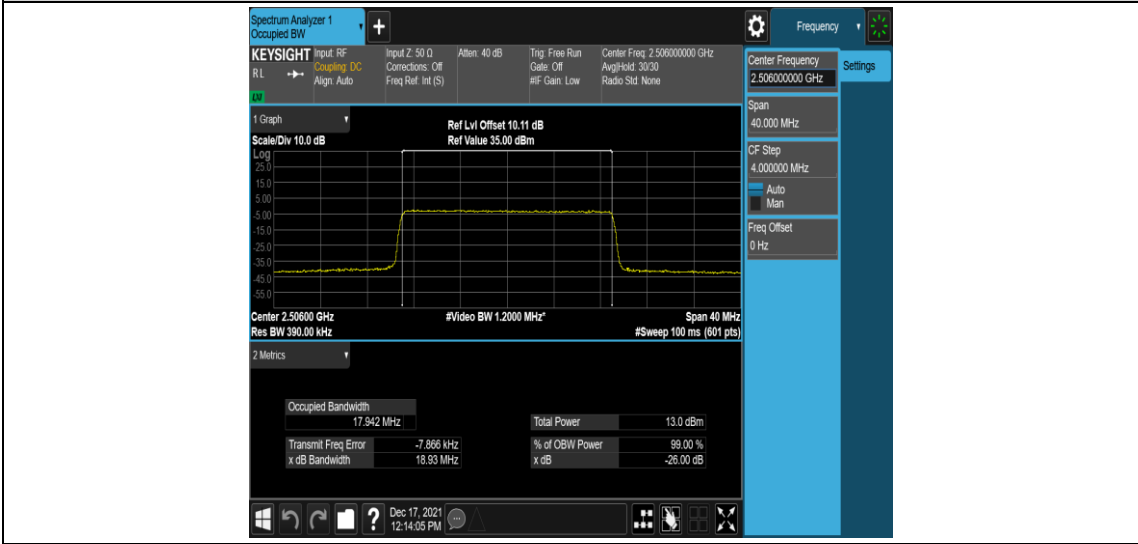 Spectrum Analyzer 1
Occupied BW
+
Frequency
KEYSIGHT
RL
LNI
Input: RF
Coupling: DC
Align: Auto
Input Z: 50 Ω
Corrections: Off
Freq Ref: Int (S)
Atten: 40 dB
Trig: Free Run
Gate: Off
#IF Gain: Low
Center Freq: 2.506000000 GHz
Avg|Hold: 30/30
Radio Std: None
Center Frequency
2.506000000 GHz
Settings
Span
40.000 MHz
CF Step
4.000000 MHz
Auto
Man
Freq Offset
0 Hz
1 Graph
Scale/Div 10.0 dB
Ref Lvl Offset 10.11 dB
Ref Value 35.00 dBm
Log
25.0
15.0
5.00
-5.00
-15.0
-25.0
-35.0
-45.0
-55.0
Center 2.50600 GHz
#Video BW 1.2000 MHz*
Span 40 MHz
Res BW 390.00 kHz
#Sweep 100 ms (601 pts)
2 Metrics
Occupied Bandwidth
17.942 MHz
Total Power 13.0 dBm
Transmit Freq Error -7.866 kHz
% of OBW Power 99.00 %
x dB Bandwidth 18.93 MHz
x dB -26.00 dB
?
Dec 17, 2021
12:14:05 PM